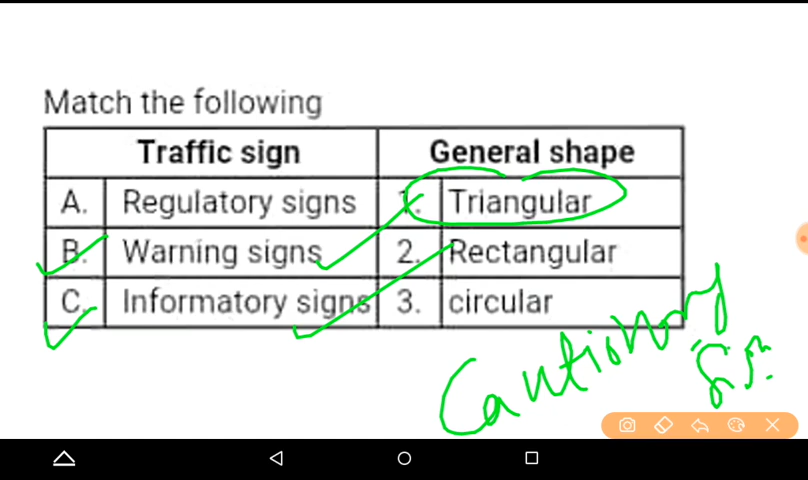 Match the following
Traffic sign General shape
A. Regulatory signs 1. Triangular
B. Warning signs 2. Rectangular
C. Informatory signs 3. circular
Cautionary